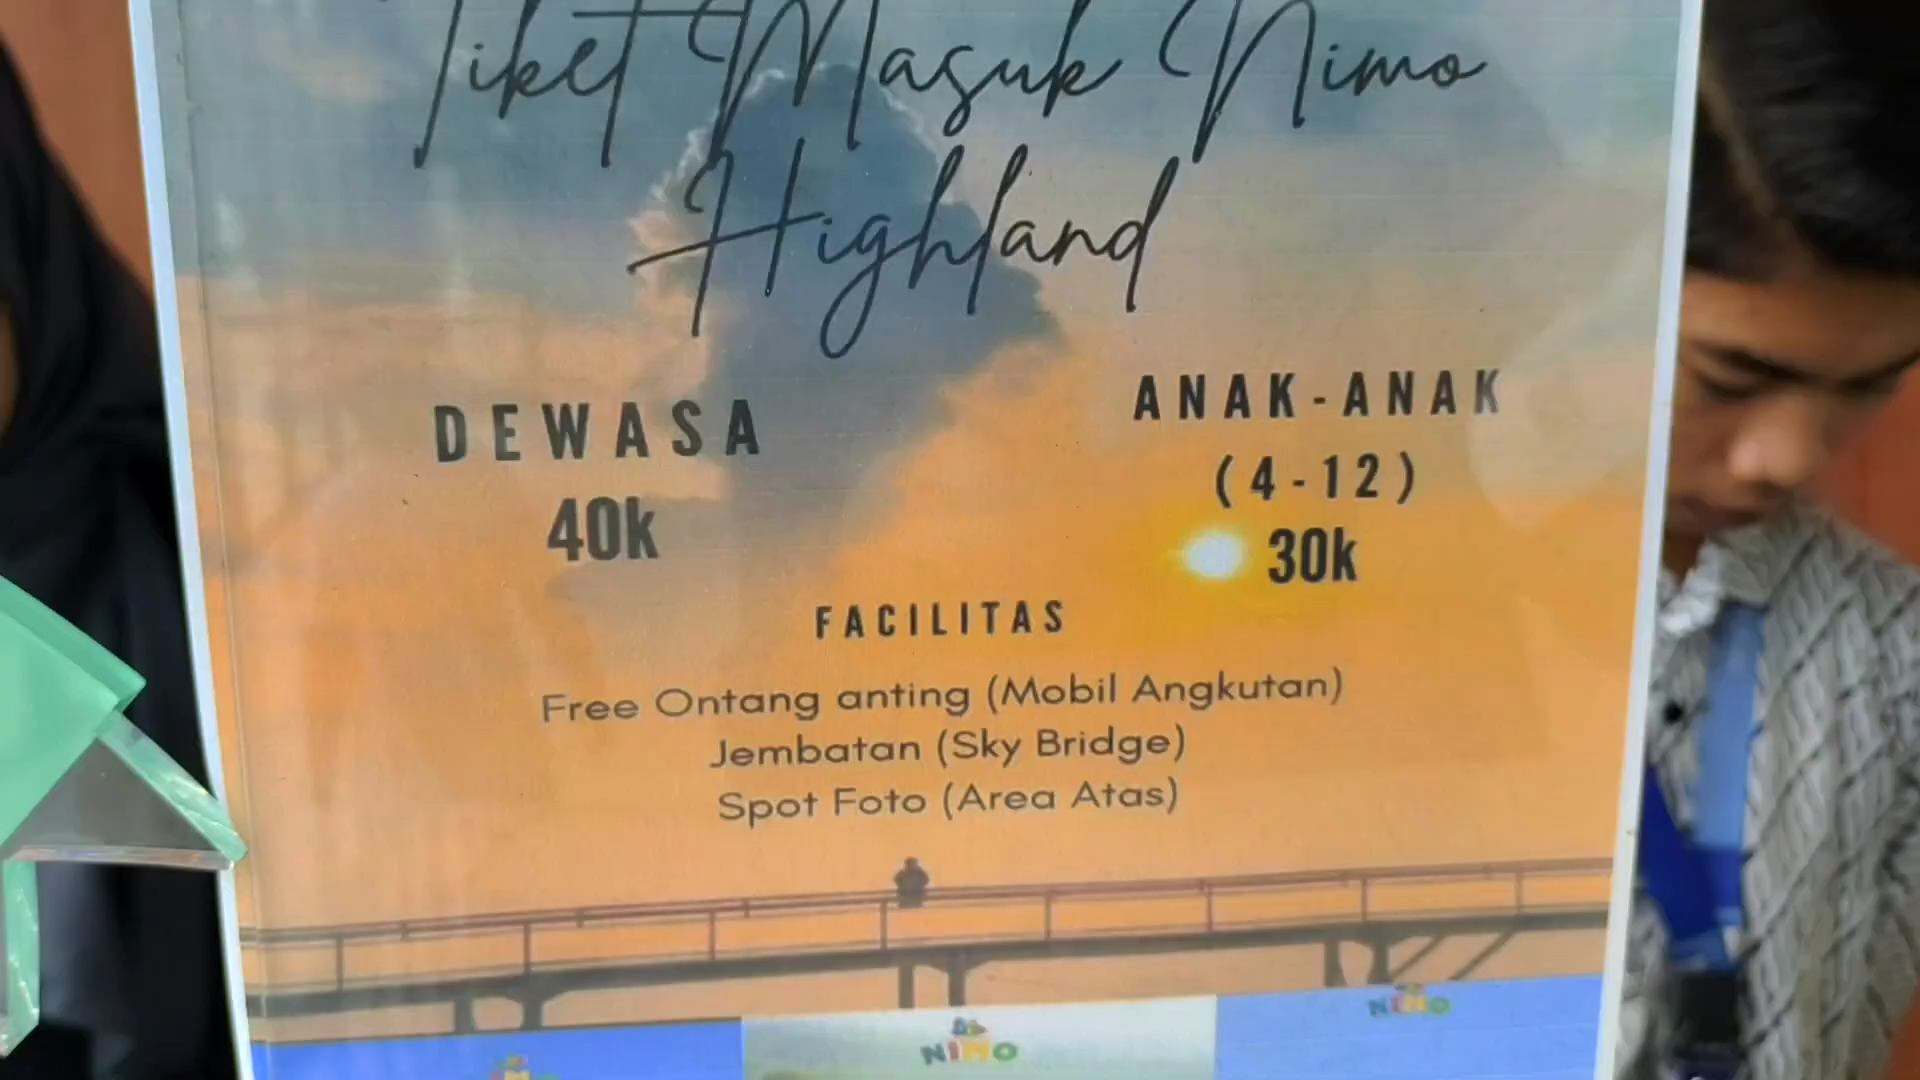 Tiket Masuk Nimo
Highland
DEWASA
40k
ANAK-ANAK
(4-12)
30k
FACILITAS
Free Ontang anting (Mobil Angkutan)
Jembatan (Sky Bridge)
Spot Foto (Area Atas)
NIMO
NIMO